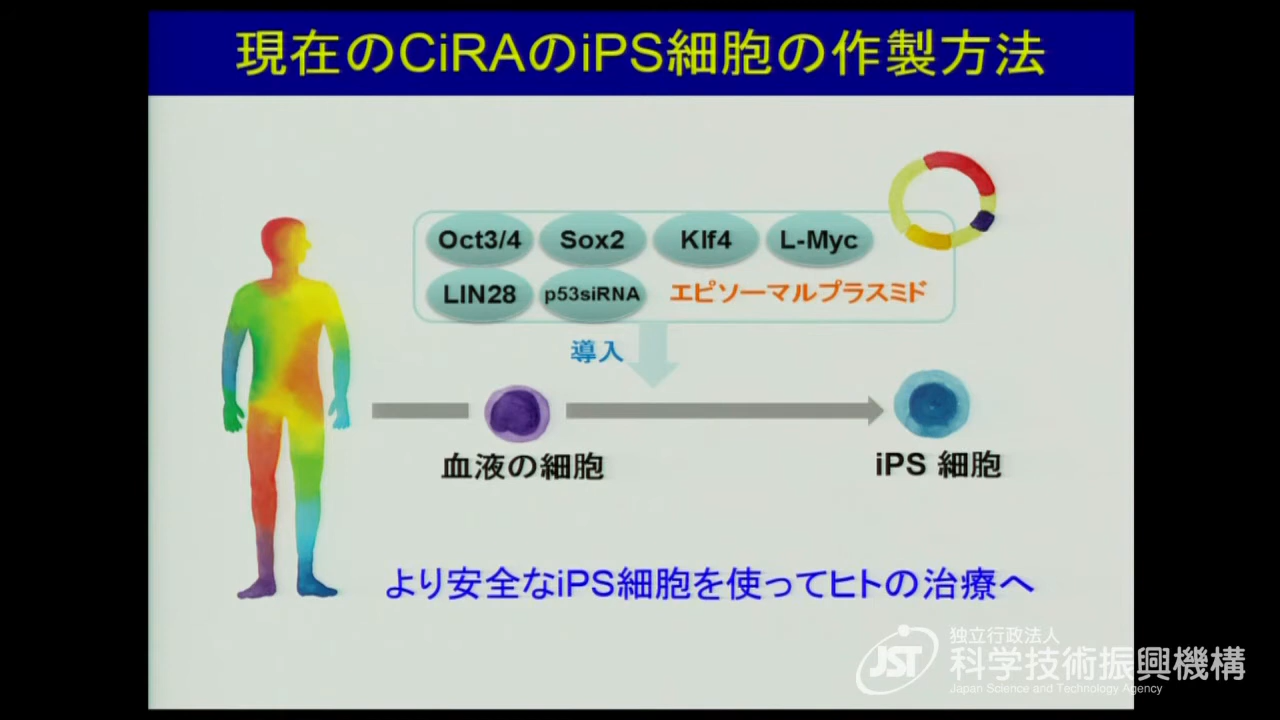 現在のCiRAのiPS細胞の作製方法
Oct3/4 Sox2 Klf4 L-Myc
LIN28 p53siRNA エピソーマルプラスミド
導入
血液の細胞 iPS 細胞
より安全なiPS細胞を使ってヒトの治療へ
JST 独立行政法人
科学技術振興機構
Japan Science and Technology Agency